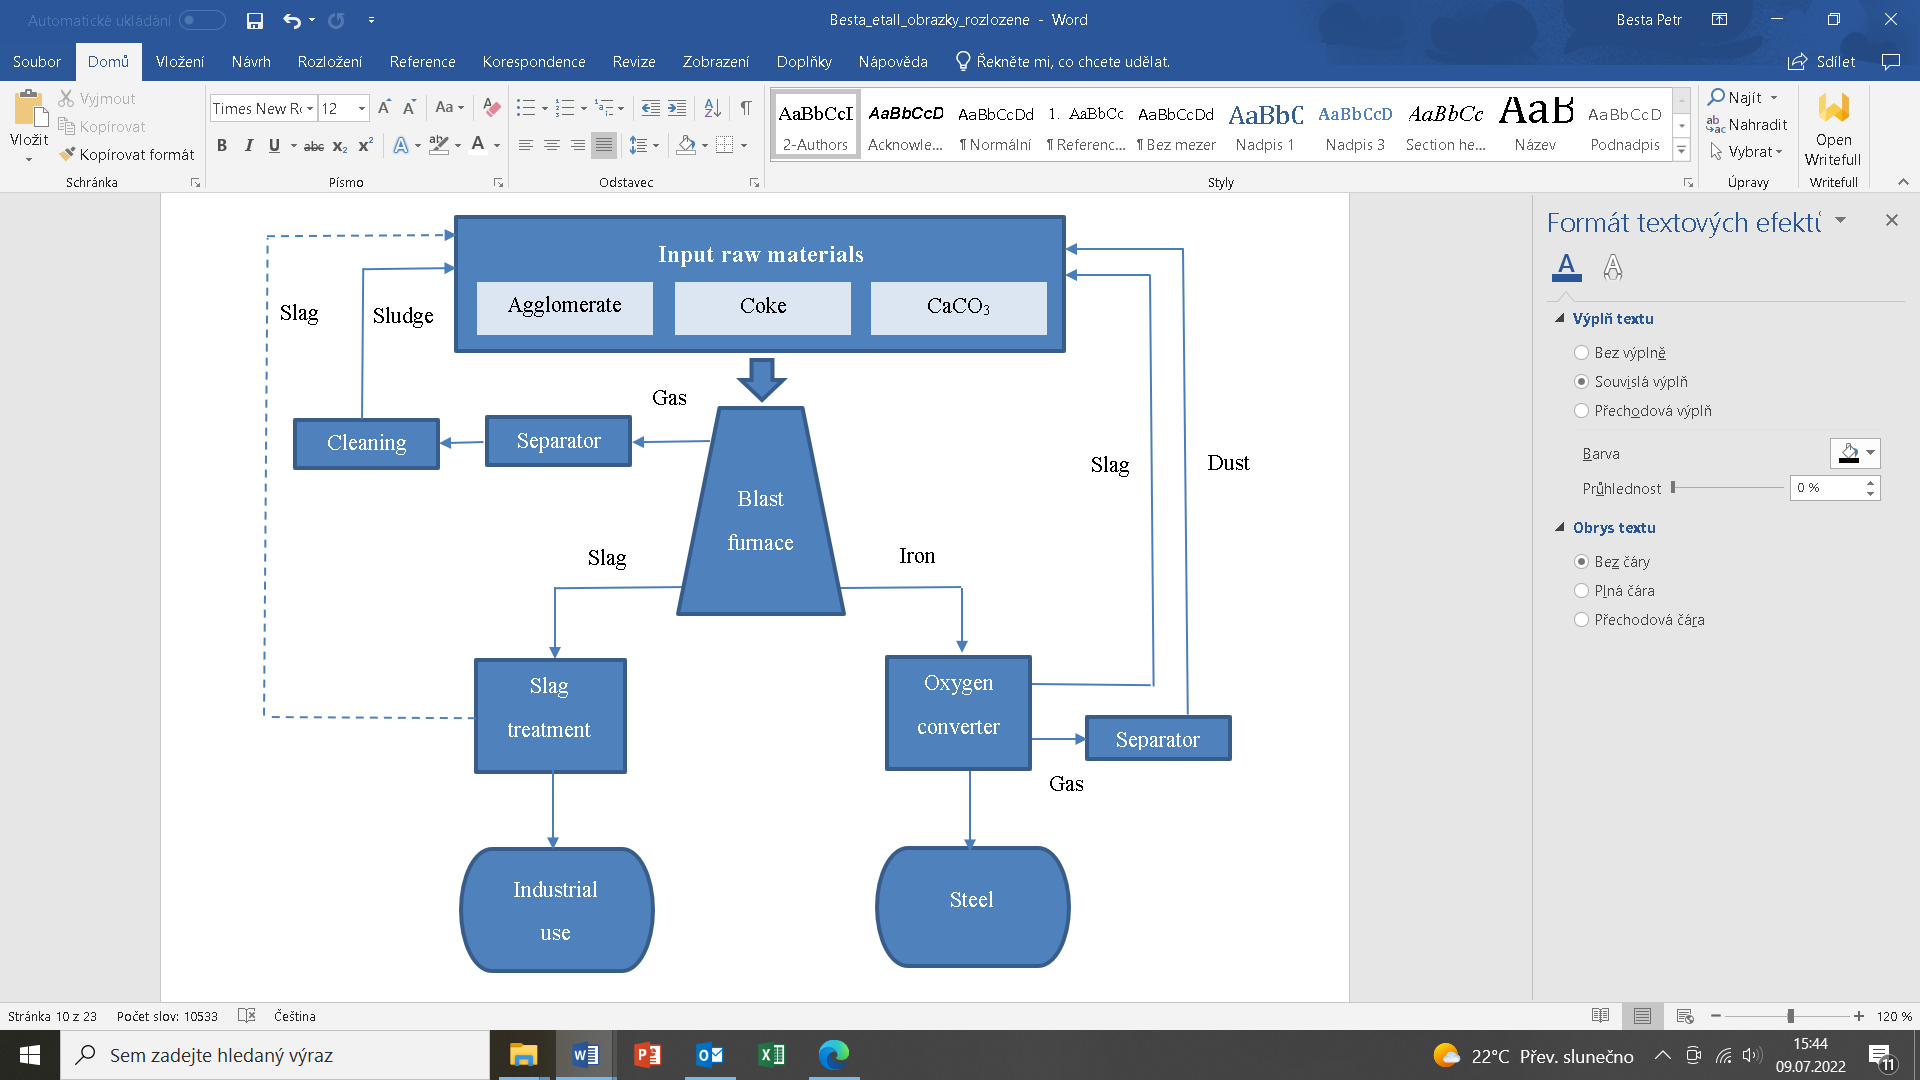 Automatické ukládání
Besta_etall_obrazky_rozlozene - Word
Besta Petr
Soubor Domů Vložení Návrh Rozložení Reference Korespondence Revize Zobrazení Doplňky Nápověda Řekněte mi, co chcete udělat. Sdílet
Vložit
Vyjmout
Kopírovat
Kopírovat formát
Schránka
Times New Ro 12
Aa
B I U abc x₂ x² A A
Písmo
Odstavec
AaBbCcI AaBbCcD AaBbCcDd 1. AaBbCc AaBbCcDd AaBbC AaBbCcD AaBbCc AaB AaBbCcD
2-Authors Acknowle... ¶ Normální ¶ Referenc... ¶ Bez mezer Nadpis 1 Nadpis 3 Section he... Název Podnadpis
Styly
Najít
Nahradit
Vybrat
Úpravy
Open
Writefull
Writefull
Input raw materials
Agglomerate Coke CaCO₃
Slag
Sludge
Gas
Cleaning
Separator
Blast
furnace
Slag
Dust
Slag
Iron
Slag
treatment
Oxygen
converter
Separator
Gas
Industrial
use
Steel
Formát textových efektů
Výplň textu
Bez výplně
Souvislá výplň
Přechodová výplň
Barva
Průhlednost 0 %
Obrys textu
Bez čáry
Plná čára
Přechodová čára
Stránka 10 z 23 Počet slov: 10533 Čeština 120 %
Sem zadejte hledaný výraz
22°C Přev. slunečno
15:44
09.07.2022
11